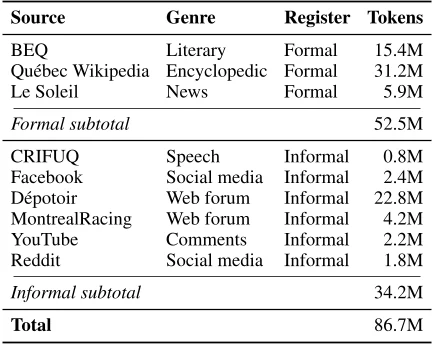 Source Genre Register Tokens
BEQ Literary Formal 15.4M
Québec Wikipedia Encyclopedic Formal 31.2M
Le Soleil News Formal 5.9M
Formal subtotal 52.5M
CRIFUQ Speech Informal 0.8M
Facebook Social media Informal 2.4M
Dépotoir Web forum Informal 22.8M
MontrealRacing Web forum Informal 4.2M
YouTube Comments Informal 2.2M
Reddit Social media Informal 1.8M
Informal subtotal 34.2M
Total 86.7M